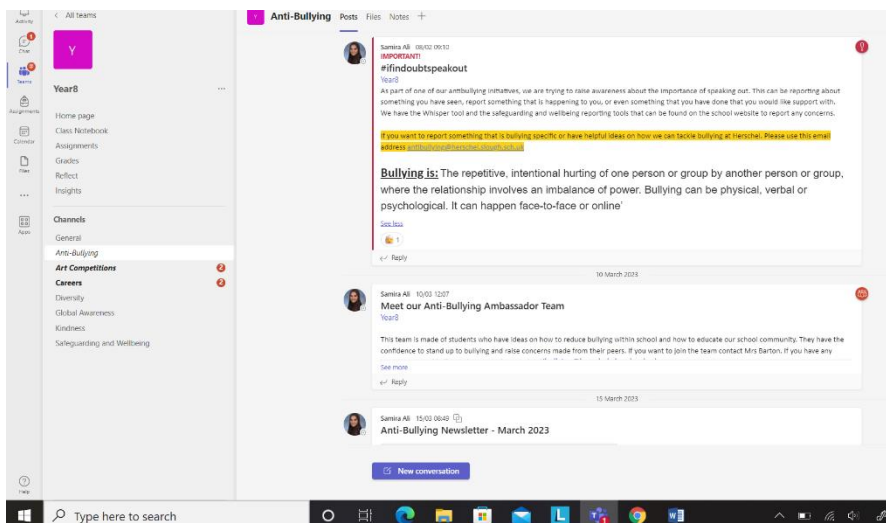 Activity
Chat
Teams
Assignments
Calendar
Files
Apps
Help
All teams
Y
Year8
Home page
Class Notebook
Assignments
Grades
Reflect
Insights
Channels
General
Anti-Bullying
Art Competitions 2
Careers 2
Diversity
Global Awareness
Kindness
Safeguarding and Wellbeing
Y Anti-Bullying Posts Files Notes
Samira Ali 08/02 09:10
IMPORTANT!
#ifindoubtspeakout
Year8
As part of one of our antibullying initiatives, we are trying to raise awareness about the importance of speaking out. This can be reporting about
something you have seen, report something that is happening to you, or even something that you have done that you would like support with.
We have the Whisper tool and the safeguarding and wellbeing reporting tools that can be found on the school website to report any concerns.
If you want to report something that is bullying specific or have helpful ideas on how we can tackle bullying at Herschel. Please use this email
address antibullying@herschel.slough.sch.uk
Bullying is: The repetitive, intentional hurting of one person or group by another person or group,
where the relationship involves an imbalance of power. Bullying can be physical, verbal or
psychological. It can happen face-to-face or online'
See less
1
Reply
10 March 2023
Samira Ali 10/03 12:07
Meet our Anti-Bullying Ambassador Team
Year8
This team is made of students who have ideas on how to reduce bullying within school and how to educate our school community. They have the
confidence to stand up to bullying and raise concerns made from their peers. If you want to join the team contact Mrs Barton. If you have any
See more
Reply
15 March 2023
Samira Ali 15/03 08:49
Anti-Bullying Newsletter - March 2023
New conversation
Type here to search